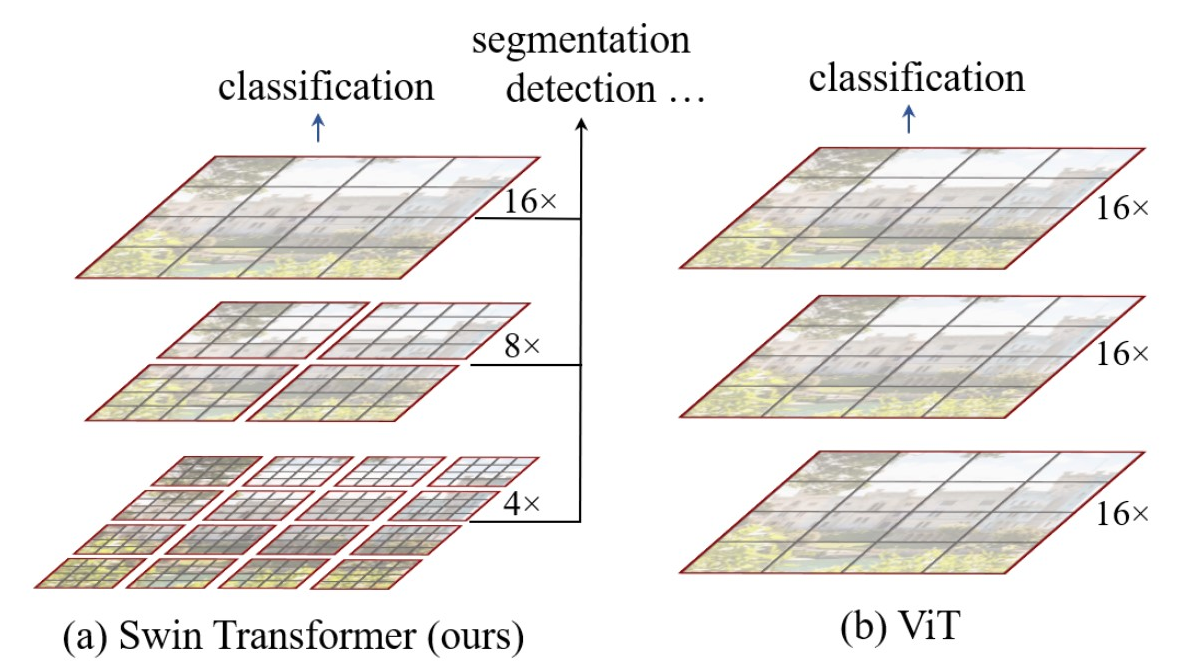 segmentation
detection …
classification
16×
8×
4×
(a) Swin Transformer (ours)
classification
16×
16×
16×
(b) ViT